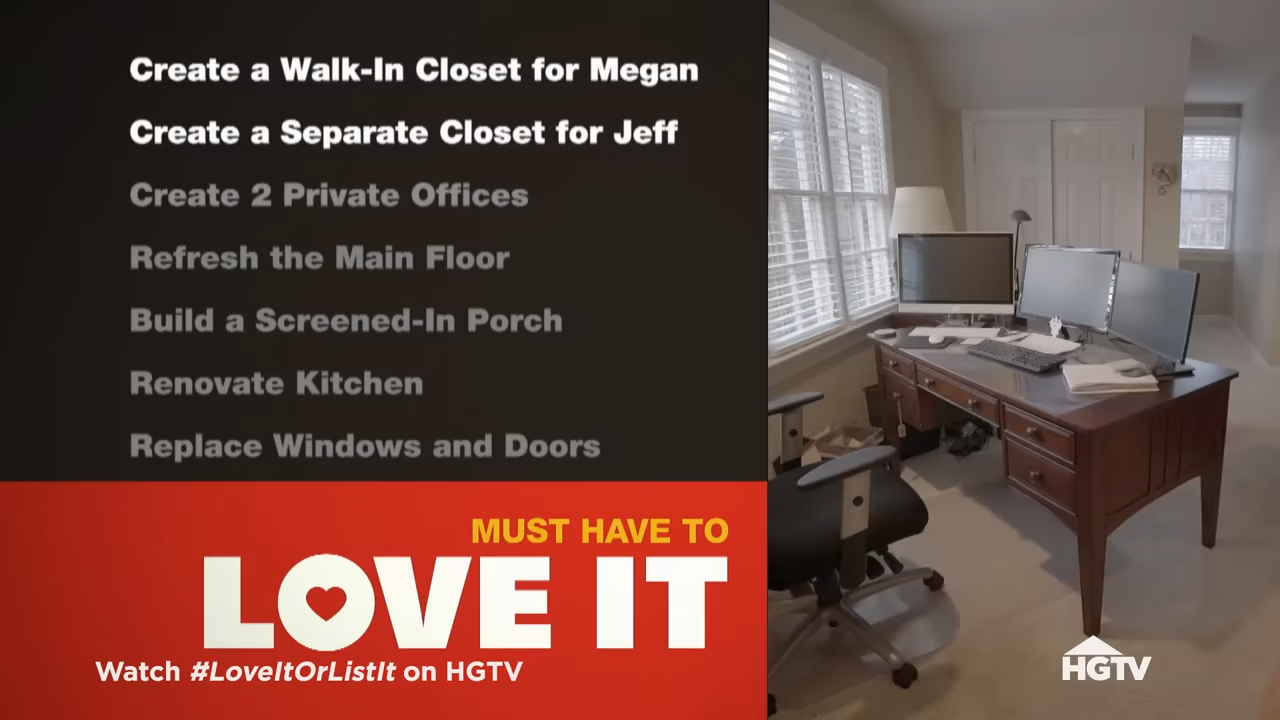 Create a Walk-In Closet for Megan
Create a Separate Closet for Jeff
Create 2 Private Offices
Refresh the Main Floor
Build a Screened-In Porch
Renovate Kitchen
Replace Windows and Doors
MUST HAVE TO
LOVE IT
Watch #LoveItOrListIt on HGTV
HGTV